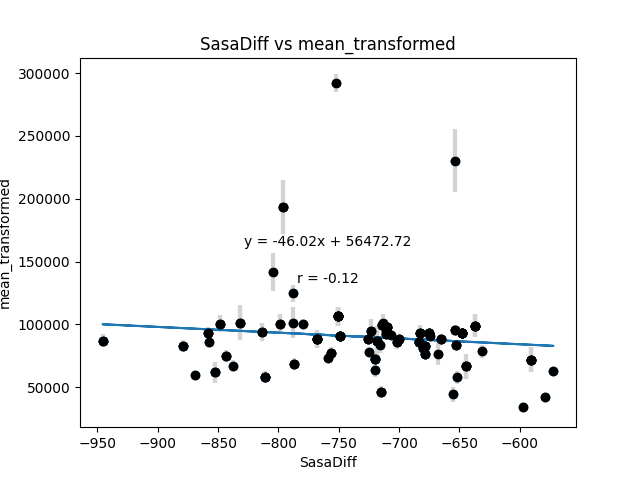 SasaDiff vs mean_transformed
300000
250000
200000
150000
100000
50000
mean_transformed
y = -46.02x + 56472.72
r = -0.12
−950
−900
−850
−800
−750
−700
−650
−600
SasaDiff